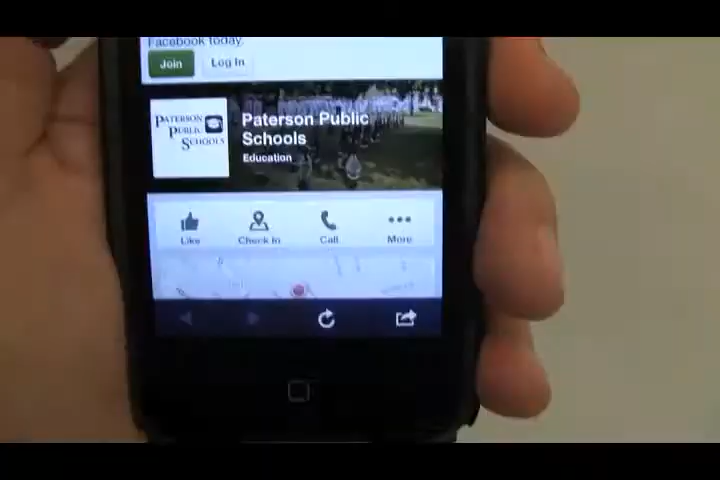 Facebook today.
Join
Log In
PATERSON
PUBLIC
SCHOOLS
Paterson Public
Schools
Education
Like
Check In
Call
More